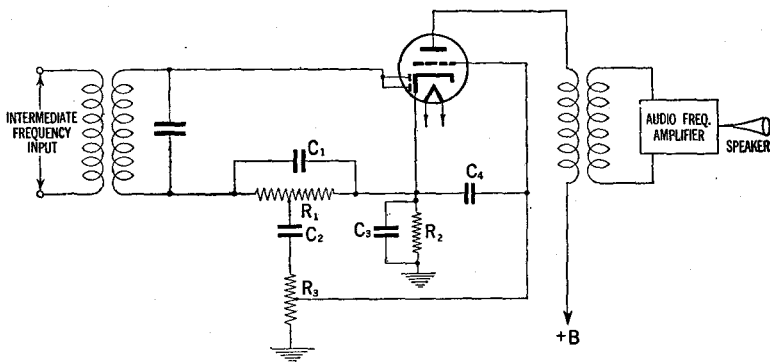 INTERMEDIATE
FREQUENCY
INPUT
C1
R1
C2
R3
C3
R2
C4
AUDIO FREQ.
AMPLIFIER
SPEAKER
+B